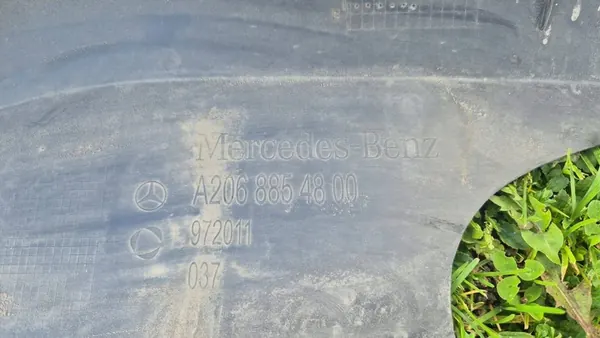 Mercedes-Benz
A206 885 48 00
972011
037